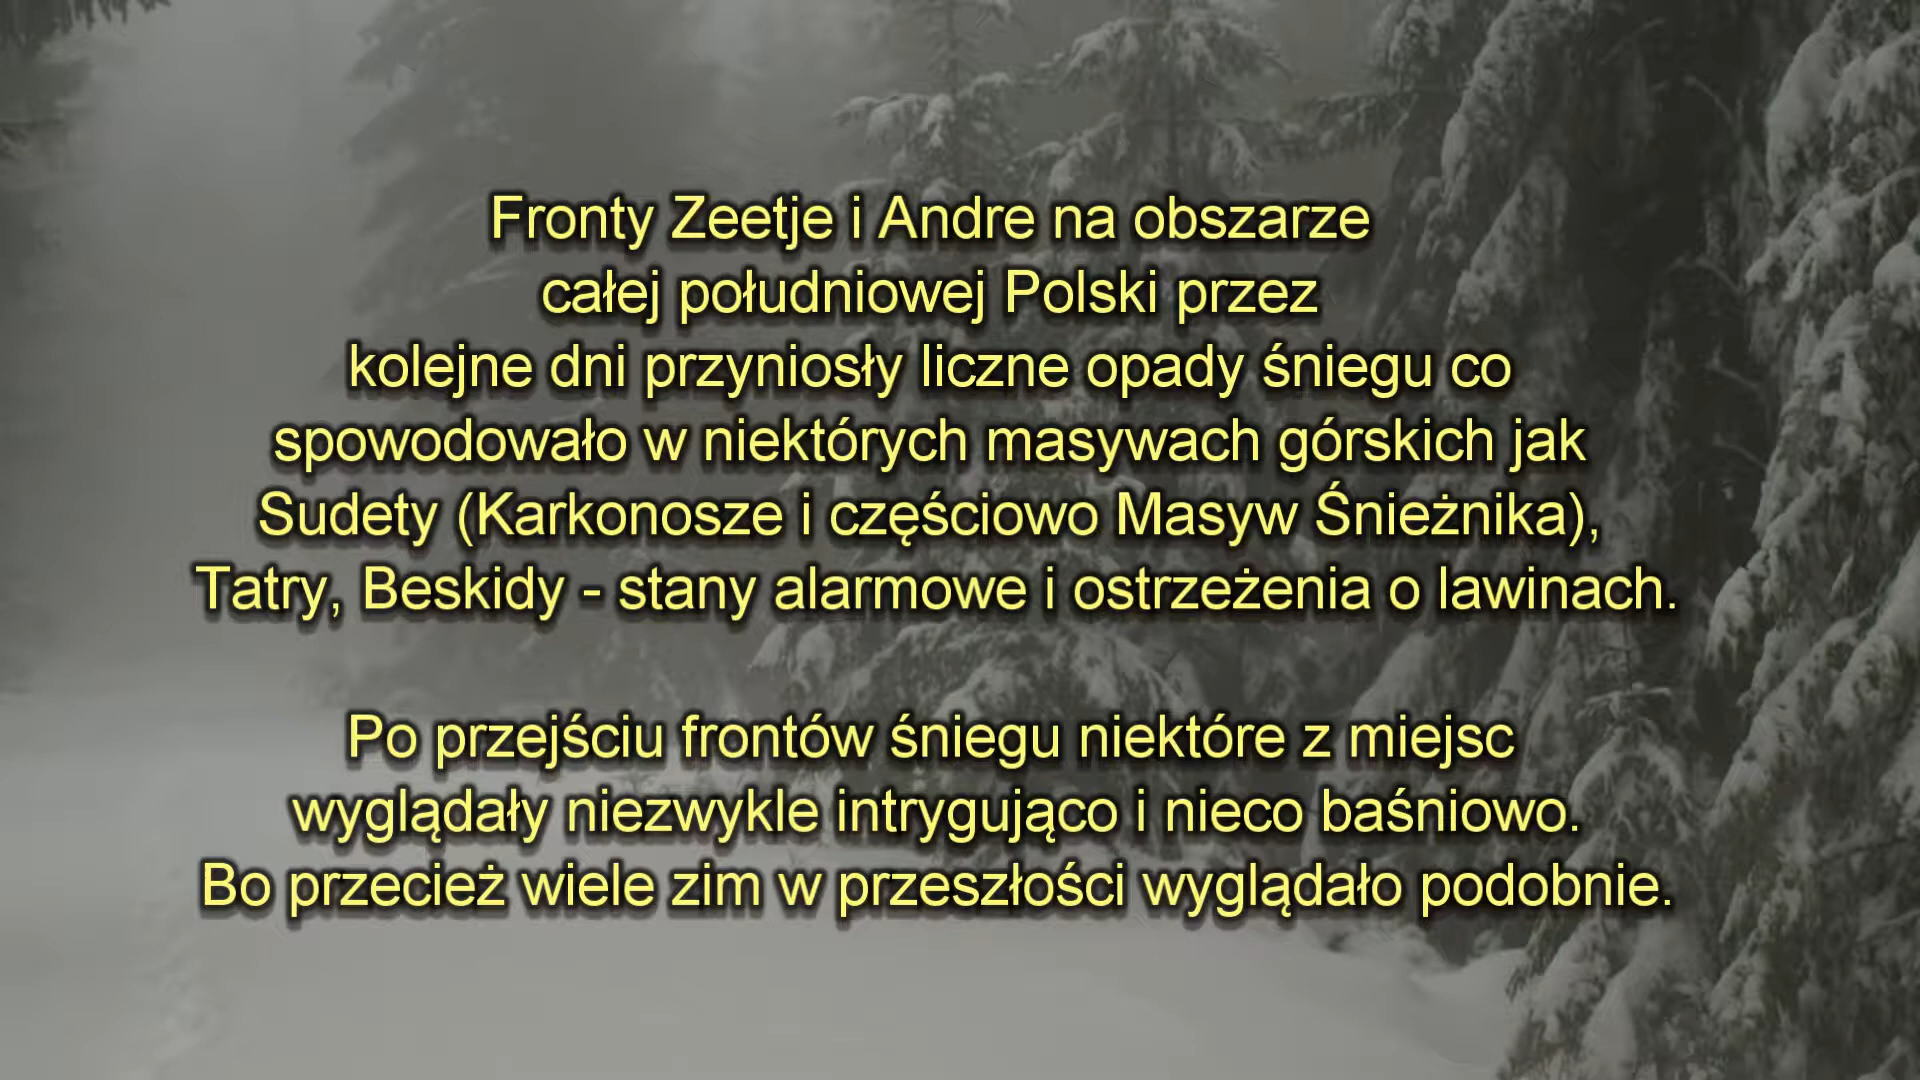 Fronty Zeetje i Andre na obszarze
całej południowej Polski przez
kolejne dni przyniosły liczne opady śniegu co
spowodowało w niektórych masywach górskich jak
Sudety (Karkonosze i częściowo Masyw Śnieżnika),
Tatry, Beskidy - stany alarmowe i ostrzeżenia o lawinach.
Po przejściu frontów śniegu niektóre z miejsc
wyglądały niezwykle intrygująco i nieco baśniowo.
Bo przecież wiele zim w przeszłości wyglądało podobnie.